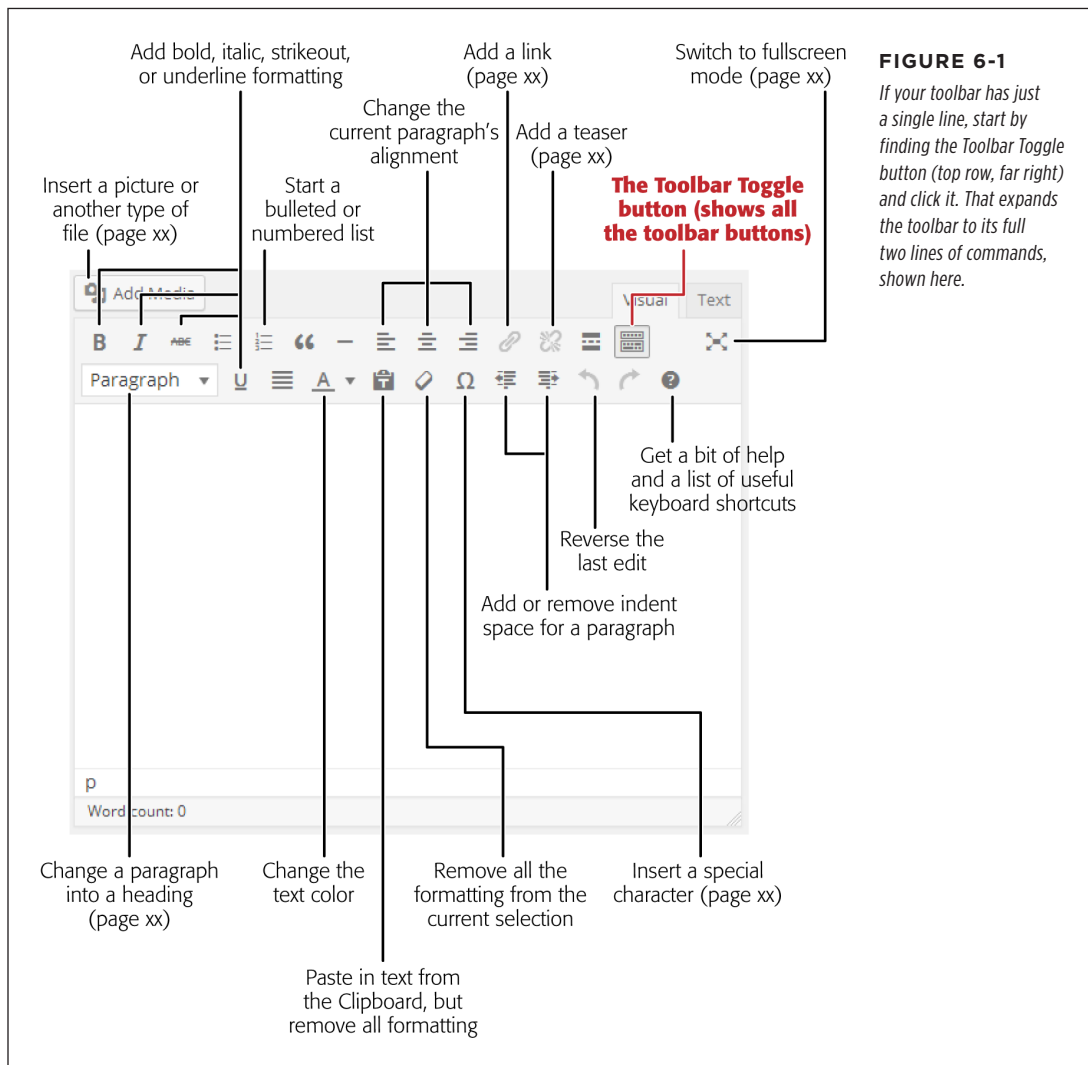 Add bold, italic, strikeout,
or underline formatting
Add a link
(page xx)
Switch to fullscreen
mode (page xx)
FIGURE 6-1
If your toolbar has just
a single line, start by
finding the Toolbar Toggle
button (top row, far right)
and click it. That expands
the toolbar to its full
two lines of commands,
shown here.
Change the
current paragraph's
alignment
Add a teaser
(page xx)
Insert a picture or
another type of
file (page xx)
Start a
bulleted or
numbered list
The Toolbar Toggle
button (shows all
the toolbar buttons)
Add Media
Visual Text
B I ABE
Paragraph U A T Ω ?
Get a bit of help
and a list of useful
keyboard shortcuts
Reverse the
last edit
Add or remove indent
space for a paragraph
p
Word count: 0
Change a paragraph
into a heading
(page xx)
Change the
text color
Remove all the
formatting from the
current selection
Insert a special
character (page xx)
Paste in text from
the Clipboard, but
remove all formatting